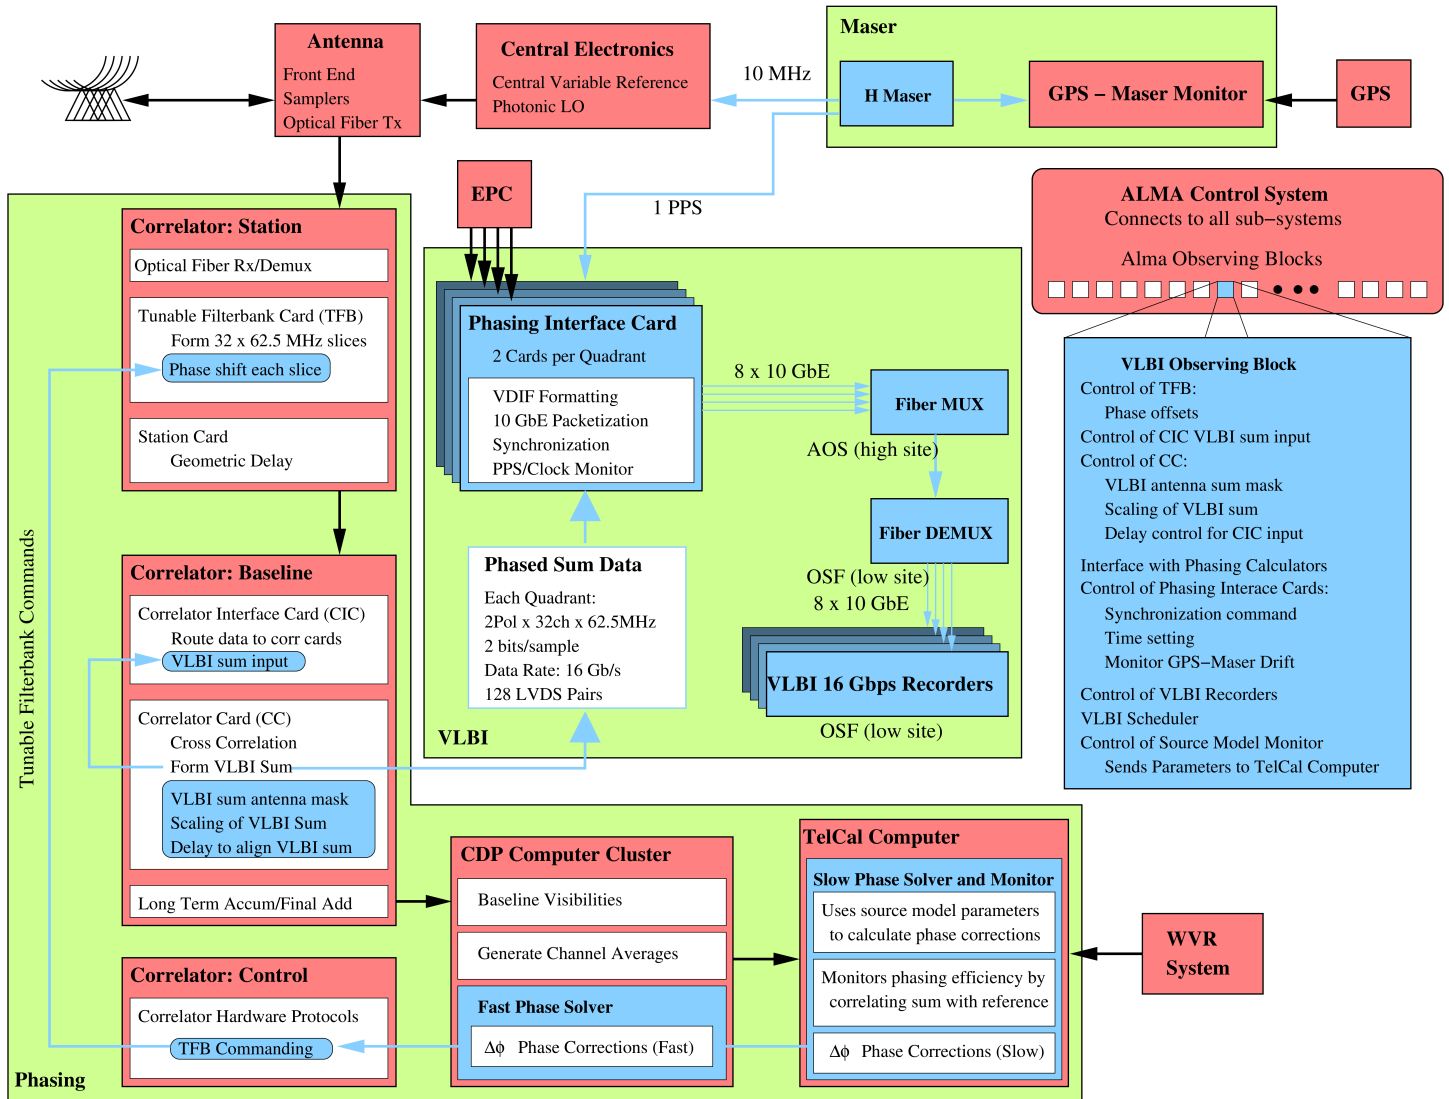 Antenna
Front End
Samplers
Optical Fiber Tx
Central Electronics
Central Variable Reference
Photonic LO
10 MHz
Maser
H Maser
GPS − Maser Monitor
GPS
EPC
1 PPS
ALMA Control System
Connects to all sub−systems
Alma Observing Blocks
Correlator: Station
Optical Fiber Rx/Demux
Tunable Filterbank Card (TFB)
Form 32 x 62.5 MHz slices
Phase shift each slice
Station Card
Geometric Delay
Phasing Interface Card
2 Cards per Quadrant
VDIF Formatting
10 GbE Packetization
Synchronization
PPS/Clock Monitor
8 x 10 GbE
Fiber MUX
AOS (high site)
Fiber DEMUX
OSF (low site)
8 x 10 GbE
VLBI 16 Gbps Recorders
OSF (low site)
VLBI
Phased Sum Data
Each Quadrant:
2Pol x 32ch x 62.5MHz
2 bits/sample
Data Rate: 16 Gb/s
128 LVDS Pairs
VLBI Observing Block
Control of TFB:
Phase offsets
Control of CIC VLBI sum input
Control of CC:
VLBI antenna sum mask
Scaling of VLBI sum
Delay control for CIC input
Interface with Phasing Calculators
Control of Phasing Interace Cards:
Synchronization command
Time setting
Monitor GPS−Maser Drift
Control of VLBI Recorders
VLBI Scheduler
Control of Source Model Monitor
Sends Parameters to TelCal Computer
Tunable Filterbank Commands
Correlator: Baseline
Correlator Interface Card (CIC)
Route data to corr cards
VLBI sum input
Correlator Card (CC)
Cross Correlation
Form VLBI Sum
VLBI sum antenna mask
Scaling of VLBI Sum
Delay to align VLBI sum
Long Term Accum/Final Add
Correlator: Control
Correlator Hardware Protocols
TFB Commanding
Phasing
CDP Computer Cluster
Baseline Visibilities
Generate Channel Averages
Fast Phase Solver
Δϕ Phase Corrections (Fast)
TelCal Computer
Slow Phase Solver and Monitor
Uses source model parameters
to calculate phase corrections
Monitors phasing efficiency by
correlating sum with reference
Δϕ Phase Corrections (Slow)
WVR
System